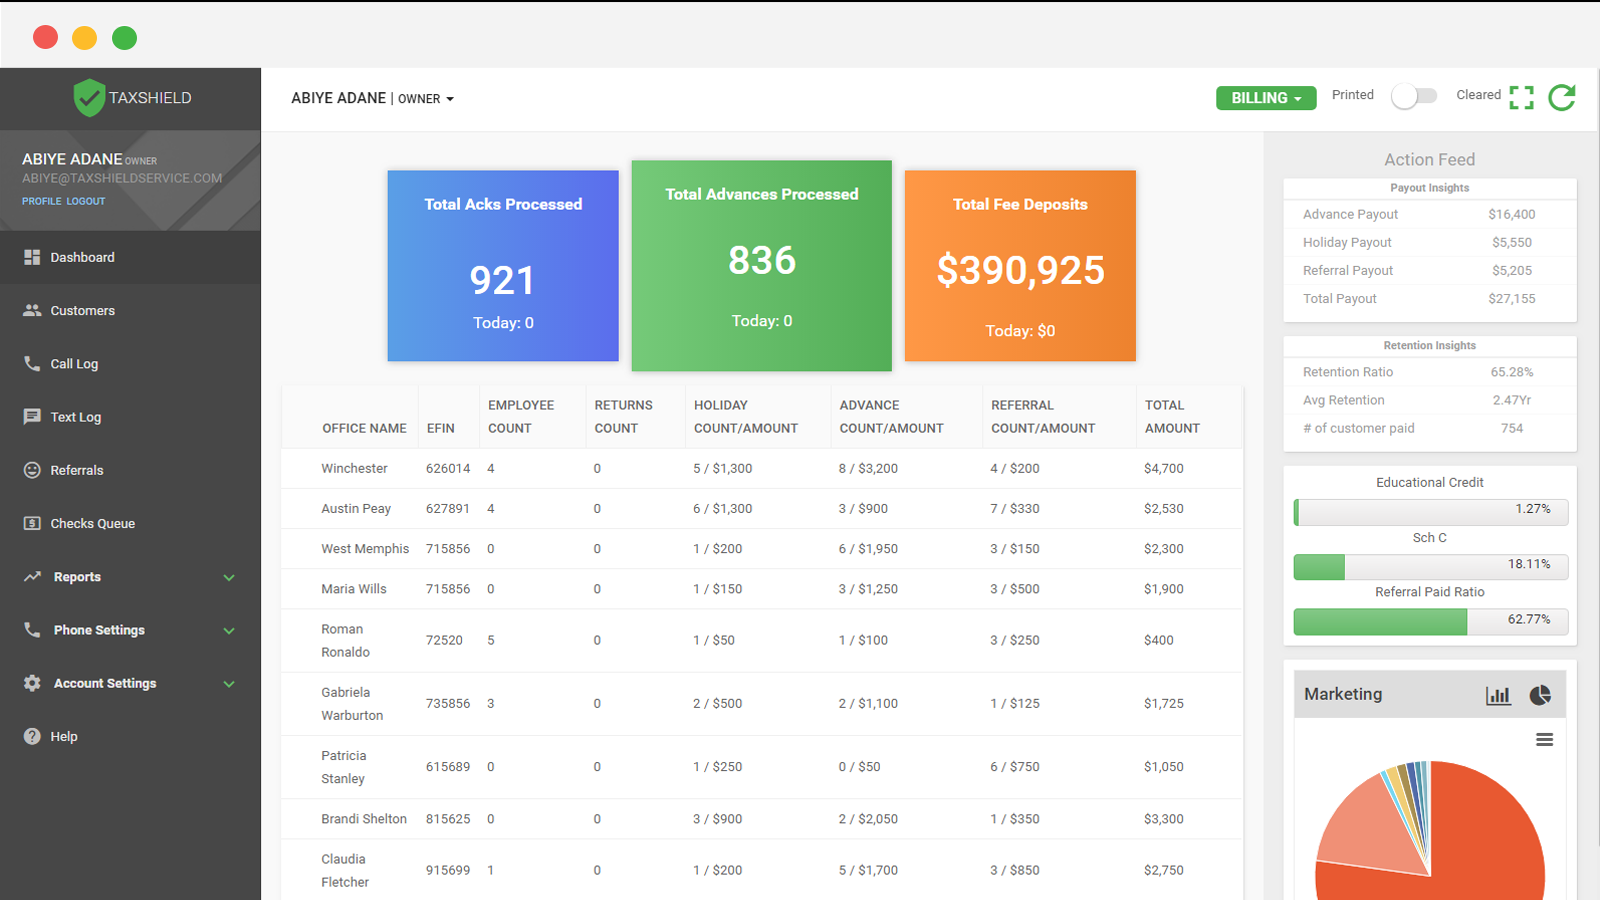 TAXSHIELD
ABIYE ADANE | OWNER
BILLING
Printed
Cleared
ABIYE ADANE OWNER
ABIYE@TAXSHIELDSERVICE.COM
PROFILE LOGOUT
Dashboard
Customers
Call Log
Text Log
Referrals
Checks Queue
Reports
Phone Settings
Account Settings
Help
Total Acks Processed
921
Today: 0
Total Advances Processed
836
Today: 0
Total Fee Deposits
$390,925
Today: $0
OFFICE NAME EFIN EMPLOYEE COUNT RETURNS COUNT HOLIDAY COUNT/AMOUNT ADVANCE COUNT/AMOUNT REFERRAL COUNT/AMOUNT TOTAL AMOUNT
Winchester 626014 4 0 5 / $1,300 8 / $3,200 4 / $200 $4,700
Austin Peay 627891 4 0 6 / $1,300 3 / $900 7 / $330 $2,530
West Memphis 715856 0 0 1 / $200 6 / $1,950 3 / $150 $2,300
Maria Wills 715856 0 0 1 / $150 3 / $1,250 3 / $500 $1,900
Roman Ronaldo 72520 5 0 1 / $50 1 / $100 3 / $250 $400
Gabriela Warburton 735856 3 0 2 / $500 2 / $1,100 1 / $125 $1,725
Patricia Stanley 615689 0 0 1 / $250 0 / $50 6 / $750 $1,050
Brandi Shelton 815625 0 0 3 / $900 2 / $2,050 1 / $350 $3,300
Claudia Fletcher 915699 1 0 1 / $200 5 / $1,700 3 / $850 $2,750
Action Feed
Payout Insights
Advance Payout $16,400
Holiday Payout $5,550
Referral Payout $5,205
Total Payout $27,155
Retention Insights
Retention Ratio 65.28%
Avg Retention 2.47Yr
# of customer paid 754
Educational Credit
1.27%
Sch C
18.11%
Referral Paid Ratio
62.77%
Marketing